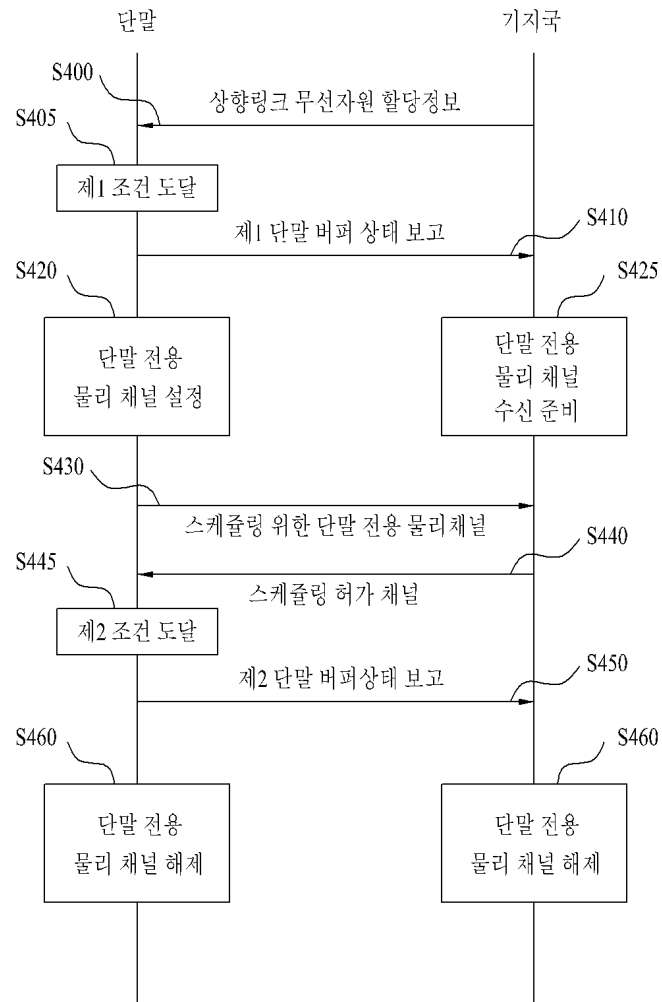 단말
기지국
S400
상향링크 무선자원 할당정보
S405
제1 조건 도달
제1 단말 버퍼 상태 보고
S410
S420
S425
단말 전용
물리 채널 설정
단말 전용
물리 채널
수신 준비
S430
스케쥴링 위한 단말 전용 물리채널
S440
S445
스케쥴링 허가 채널
제2 조건 도달
제2 단말 버퍼상태 보고
S450
S460
S460
단말 전용
물리 채널 해제
단말 전용
물리 채널 해제